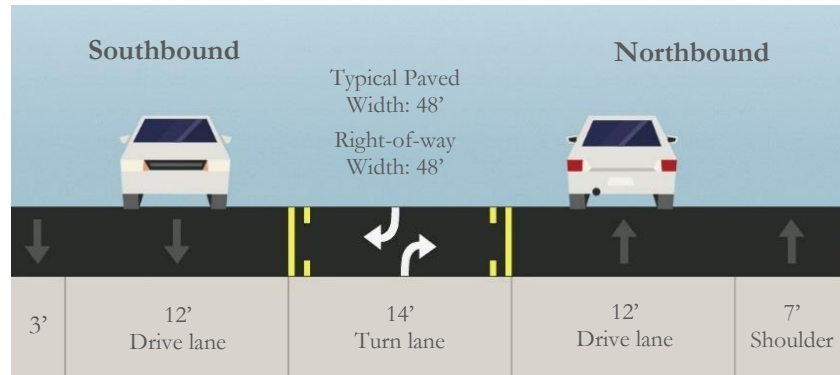 Southbound
Northbound
Typical Paved
Width: 48’
Right-of-way
Width: 48’
3’
12’
Drive lane
14’
Turn lane
12’
Drive lane
7’
Shoulder